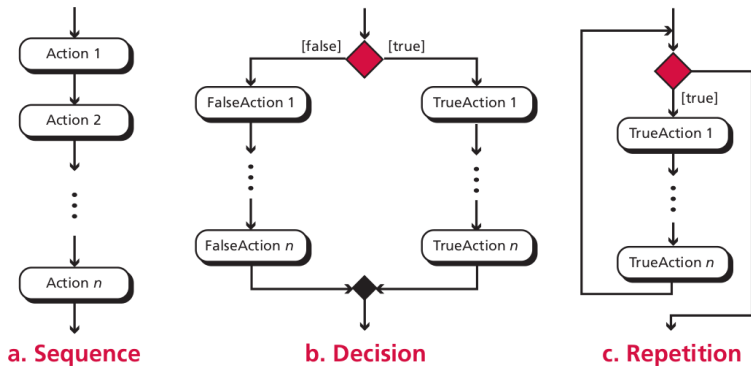 Action 1
Action 2
Action n
a. Sequence
[false]
[true]
FalseAction 1
TrueAction 1
FalseAction n
TrueAction n
b. Decision
[true]
TrueAction 1
TrueAction n
c. Repetition